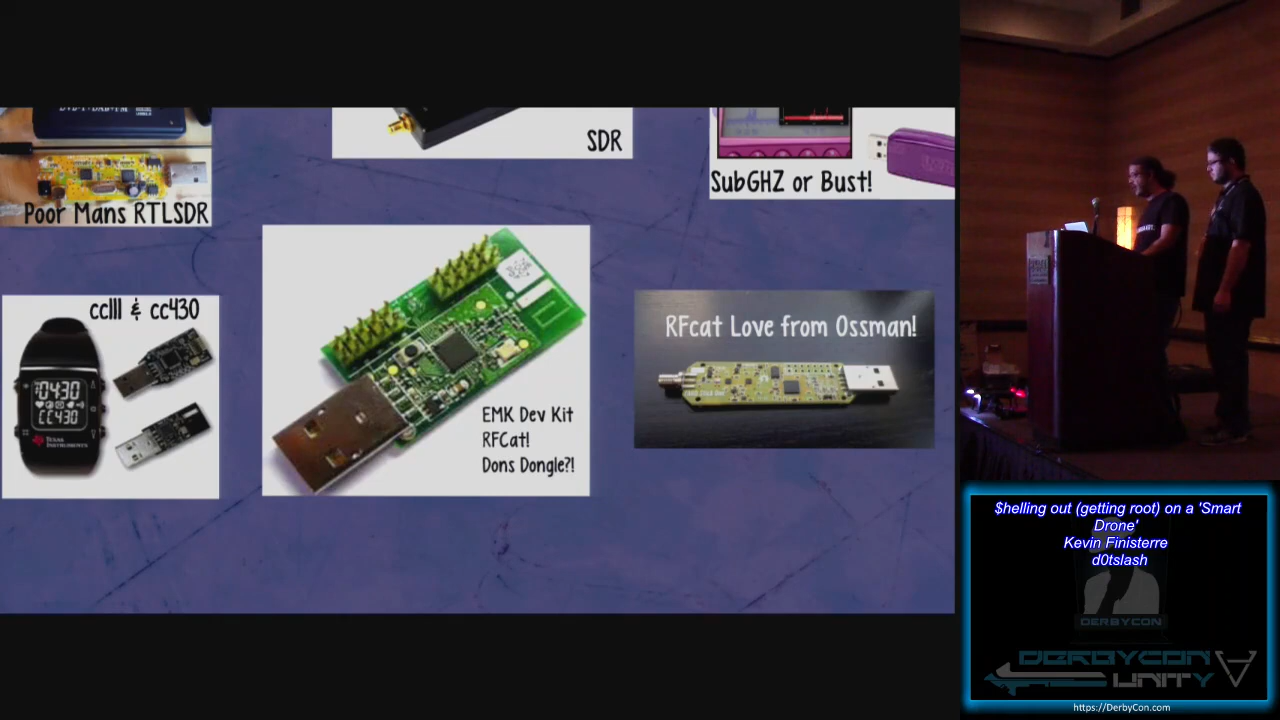 SDR
SubGHZ or Bust!
Poor Mans RTLSDR
cc111 & cc430
04:30
CC430
TEXAS
INSTRUMENTS
EMK Dev Kit
RFCat!
Dons Dongle?!
RFcat Love from Ossman!
$helling out (getting root) on a 'Smart
Drone'
Kevin Finisterre
d0tslash
DERBYCON
DERBYCON
UNITY
https://DerbyCon.com